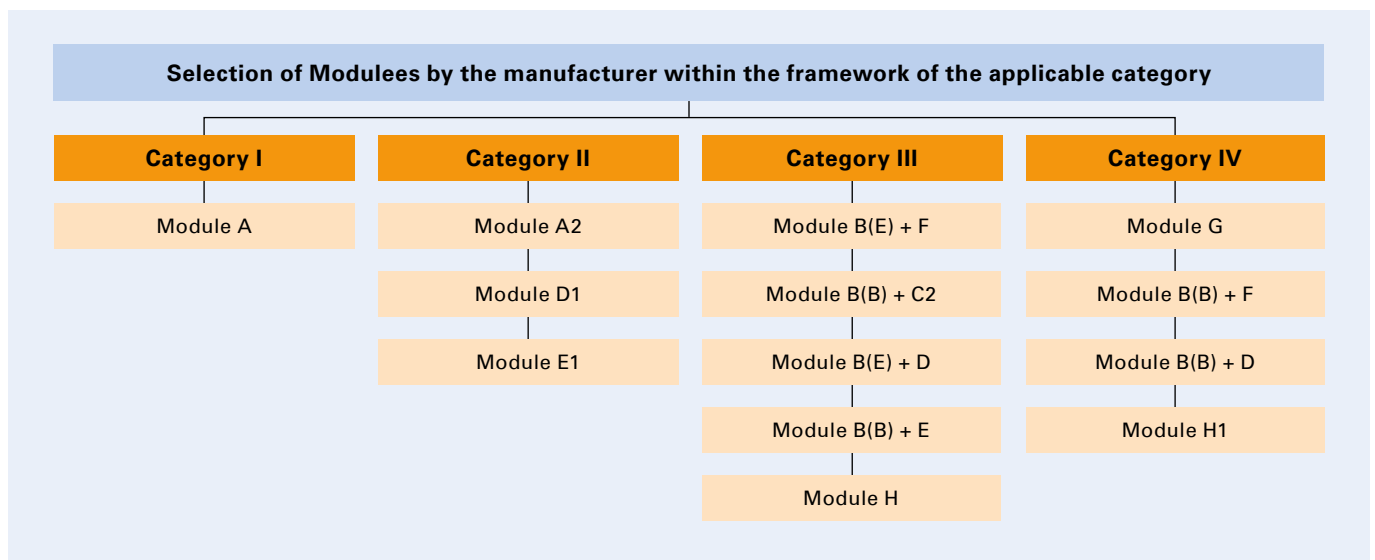 Selection of Modulees by the manufacturer within the framework of the applicable category
Category I
Module A
Category II
Module A2
Module D1
Module E1
Category III
Module B(E) + F
Module B(B) + C2
Module B(E) + D
Module B(B) + E
Module H
Category IV
Module G
Module B(B) + F
Module B(B) + D
Module H1